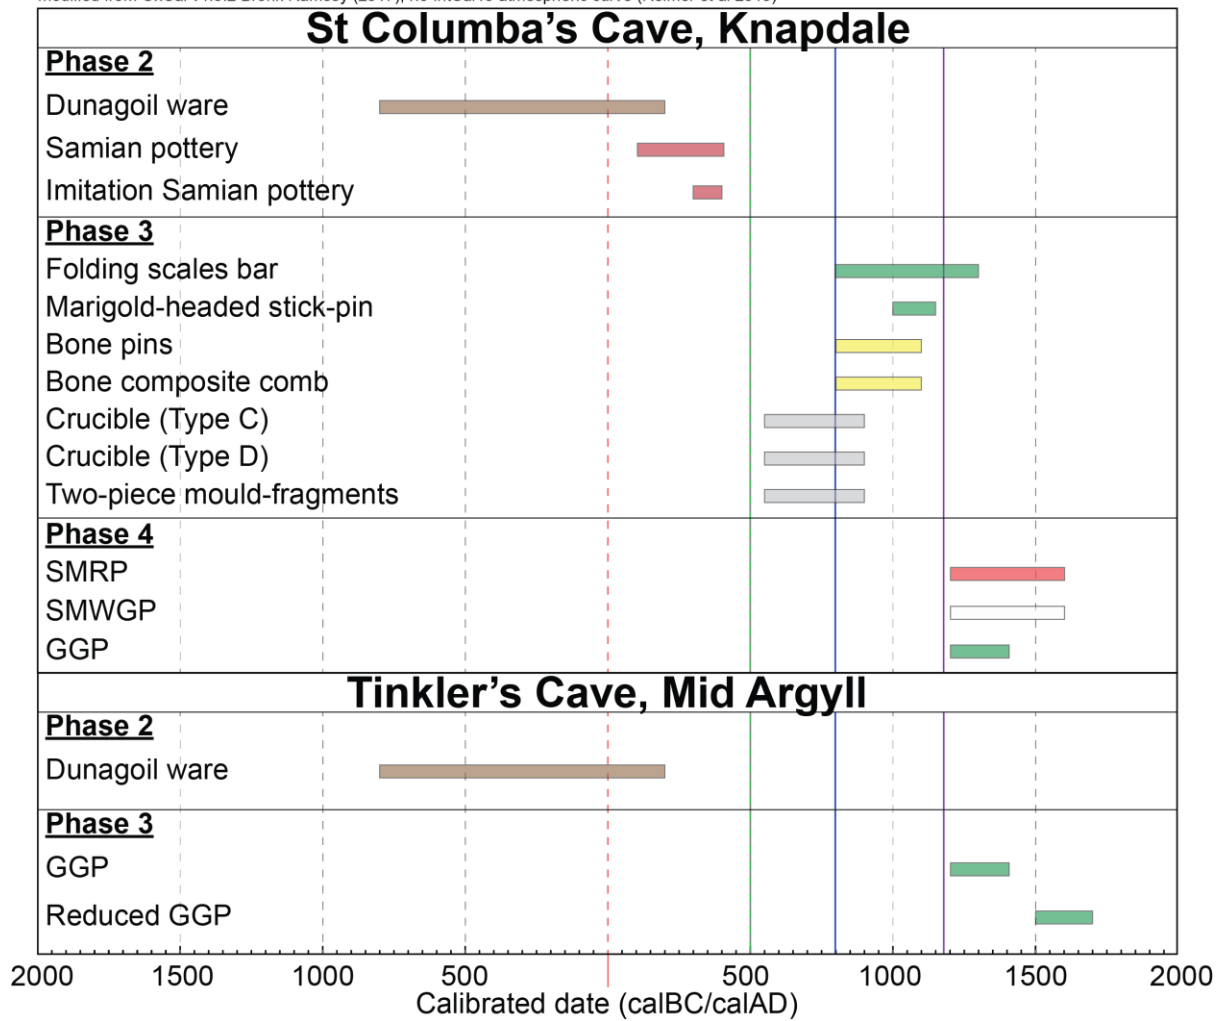 St Columba's Cave, Knapdale
Phase 2
Dunagoil ware
Samian pottery
Imitation Samian pottery
Phase 3
Folding scales bar
Marigold-headed stick-pin
Bone pins
Bone composite comb
Crucible (Type C)
Crucible (Type D)
Two-piece mould-fragments
Phase 4
SMRP
SMWGP
GGP
Tinkler's Cave, Mid Argyll
Phase 2
Dunagoil ware
Phase 3
GGP
Reduced GGP
2000 1500 1000 500 500 1000 1500 2000
Calibrated date (calBC/calAD)